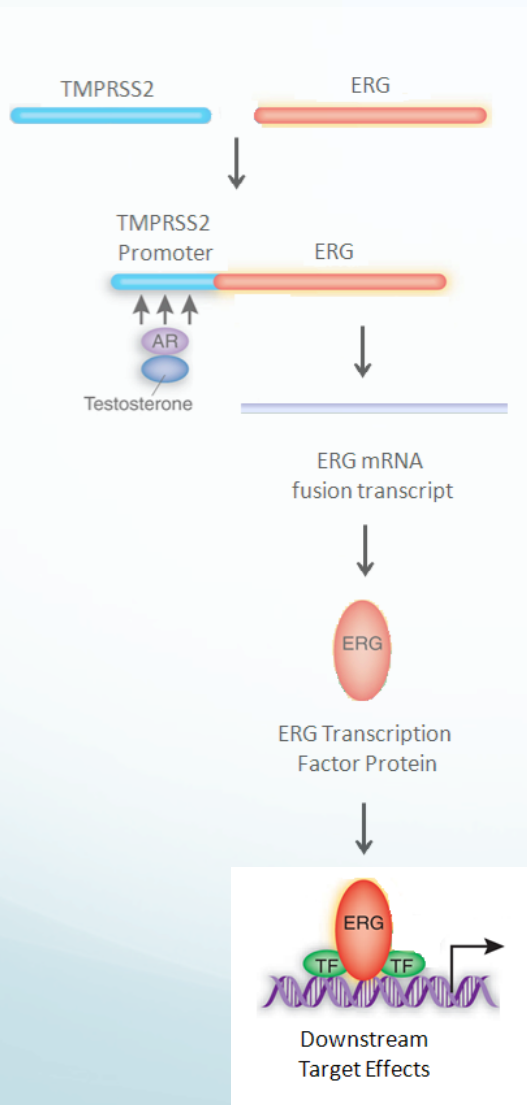 TMPRSS2
ERG
TMPRSS2
Promoter
ERG
AR
Testosterone
ERG mRNA
fusion transcript
ERG
ERG Transcription
Factor Protein
ERG
TF
TF
Downstream
Target Effects